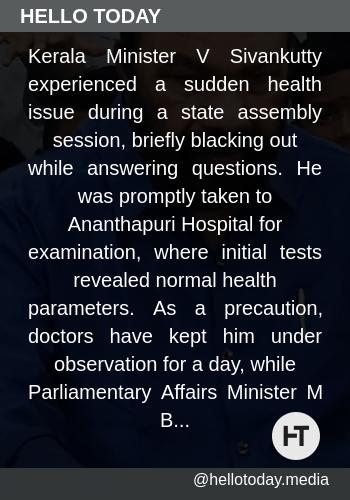 HELLO TODAY
Kerala Minister V Sivankutty
experienced a sudden health
issue during a state assembly
session, briefly blacking out
while answering questions. He
was promptly taken to
Ananthapuri Hospital for
examination, where initial tests
revealed normal health
parameters. As a precaution,
doctors have kept him under
observation for a day, while
Parliamentary Affairs Minister M
B...
HT
@hellotoday.media